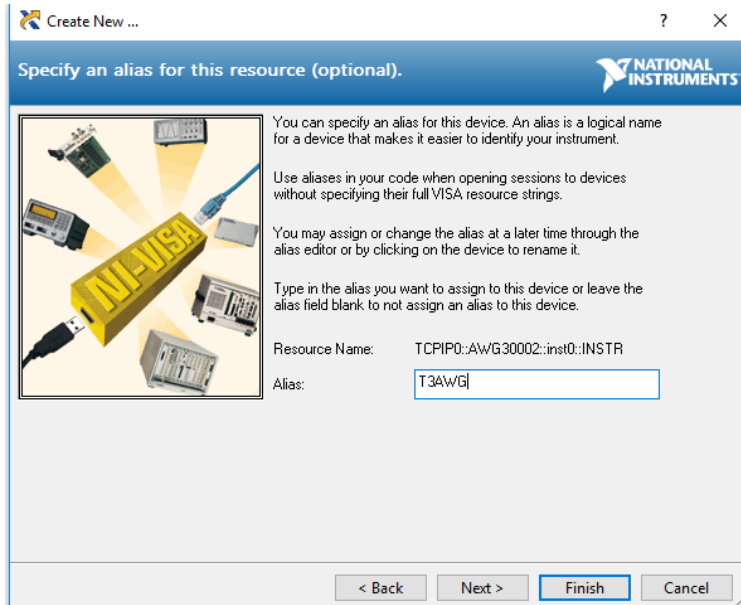 Create New ...
? ×
Specify an alias for this resource (optional).
NATIONAL
INSTRUMENTS
You can specify an alias for this device. An alias is a logical name
for a device that makes it easier to identify your instrument.
Use aliases in your code when opening sessions to devices
without specifying their full VISA resource strings.
You may assign or change the alias at a later time through the
alias editor or by clicking on the device to rename it.
Type in the alias you want to assign to this device or leave the
alias field blank to not assign an alias to this device.
NI-VISA
Resource Name: TCPIP0::AWG30002::inst0::INSTR
Alias: T3AWG
< Back Next > Finish Cancel